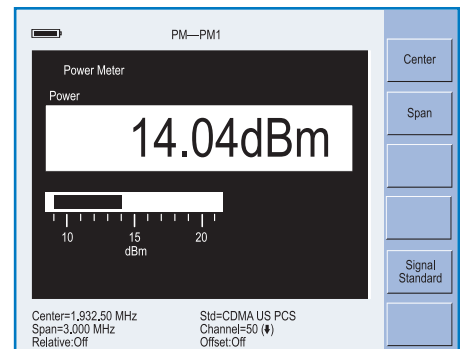 PM—PM1
Power Meter
Power
14.04dBm
10 15 20
dBm
Center
Span
Signal
Standard
Center=1,932.50 MHz
Span=3.000 MHz
Relative:Off
Std=CDMA US PCS
Channel=50 (⇟)
Offset:Off